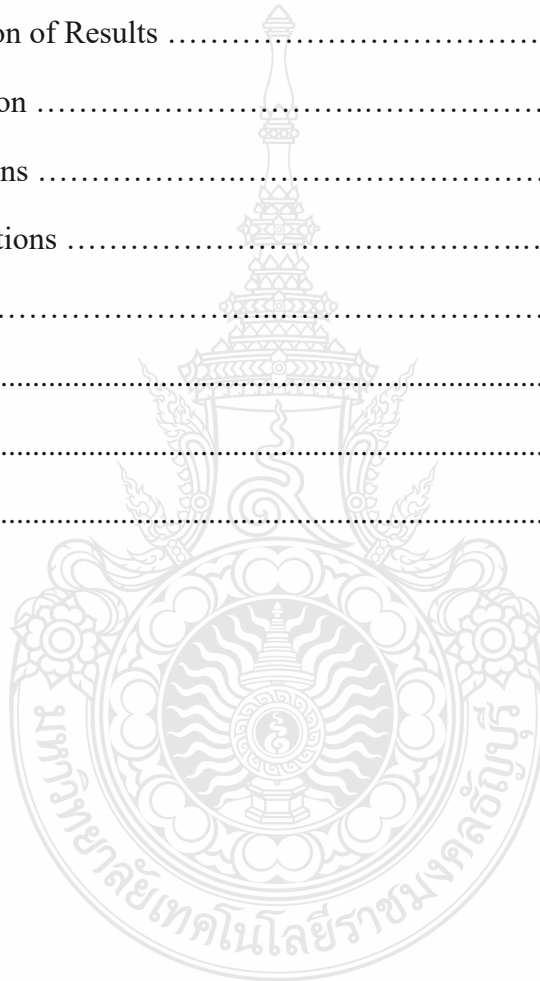 on of Results ……………………………………
on ……………………………………………………
ns ……………………………………………………
tions …………………………………………………
……………………………………………………………
....................................................................................
....................................................................................
....................................................................................
มหาวิทยาลัยเทคโนโลยีราชมงคลธัญบุรี